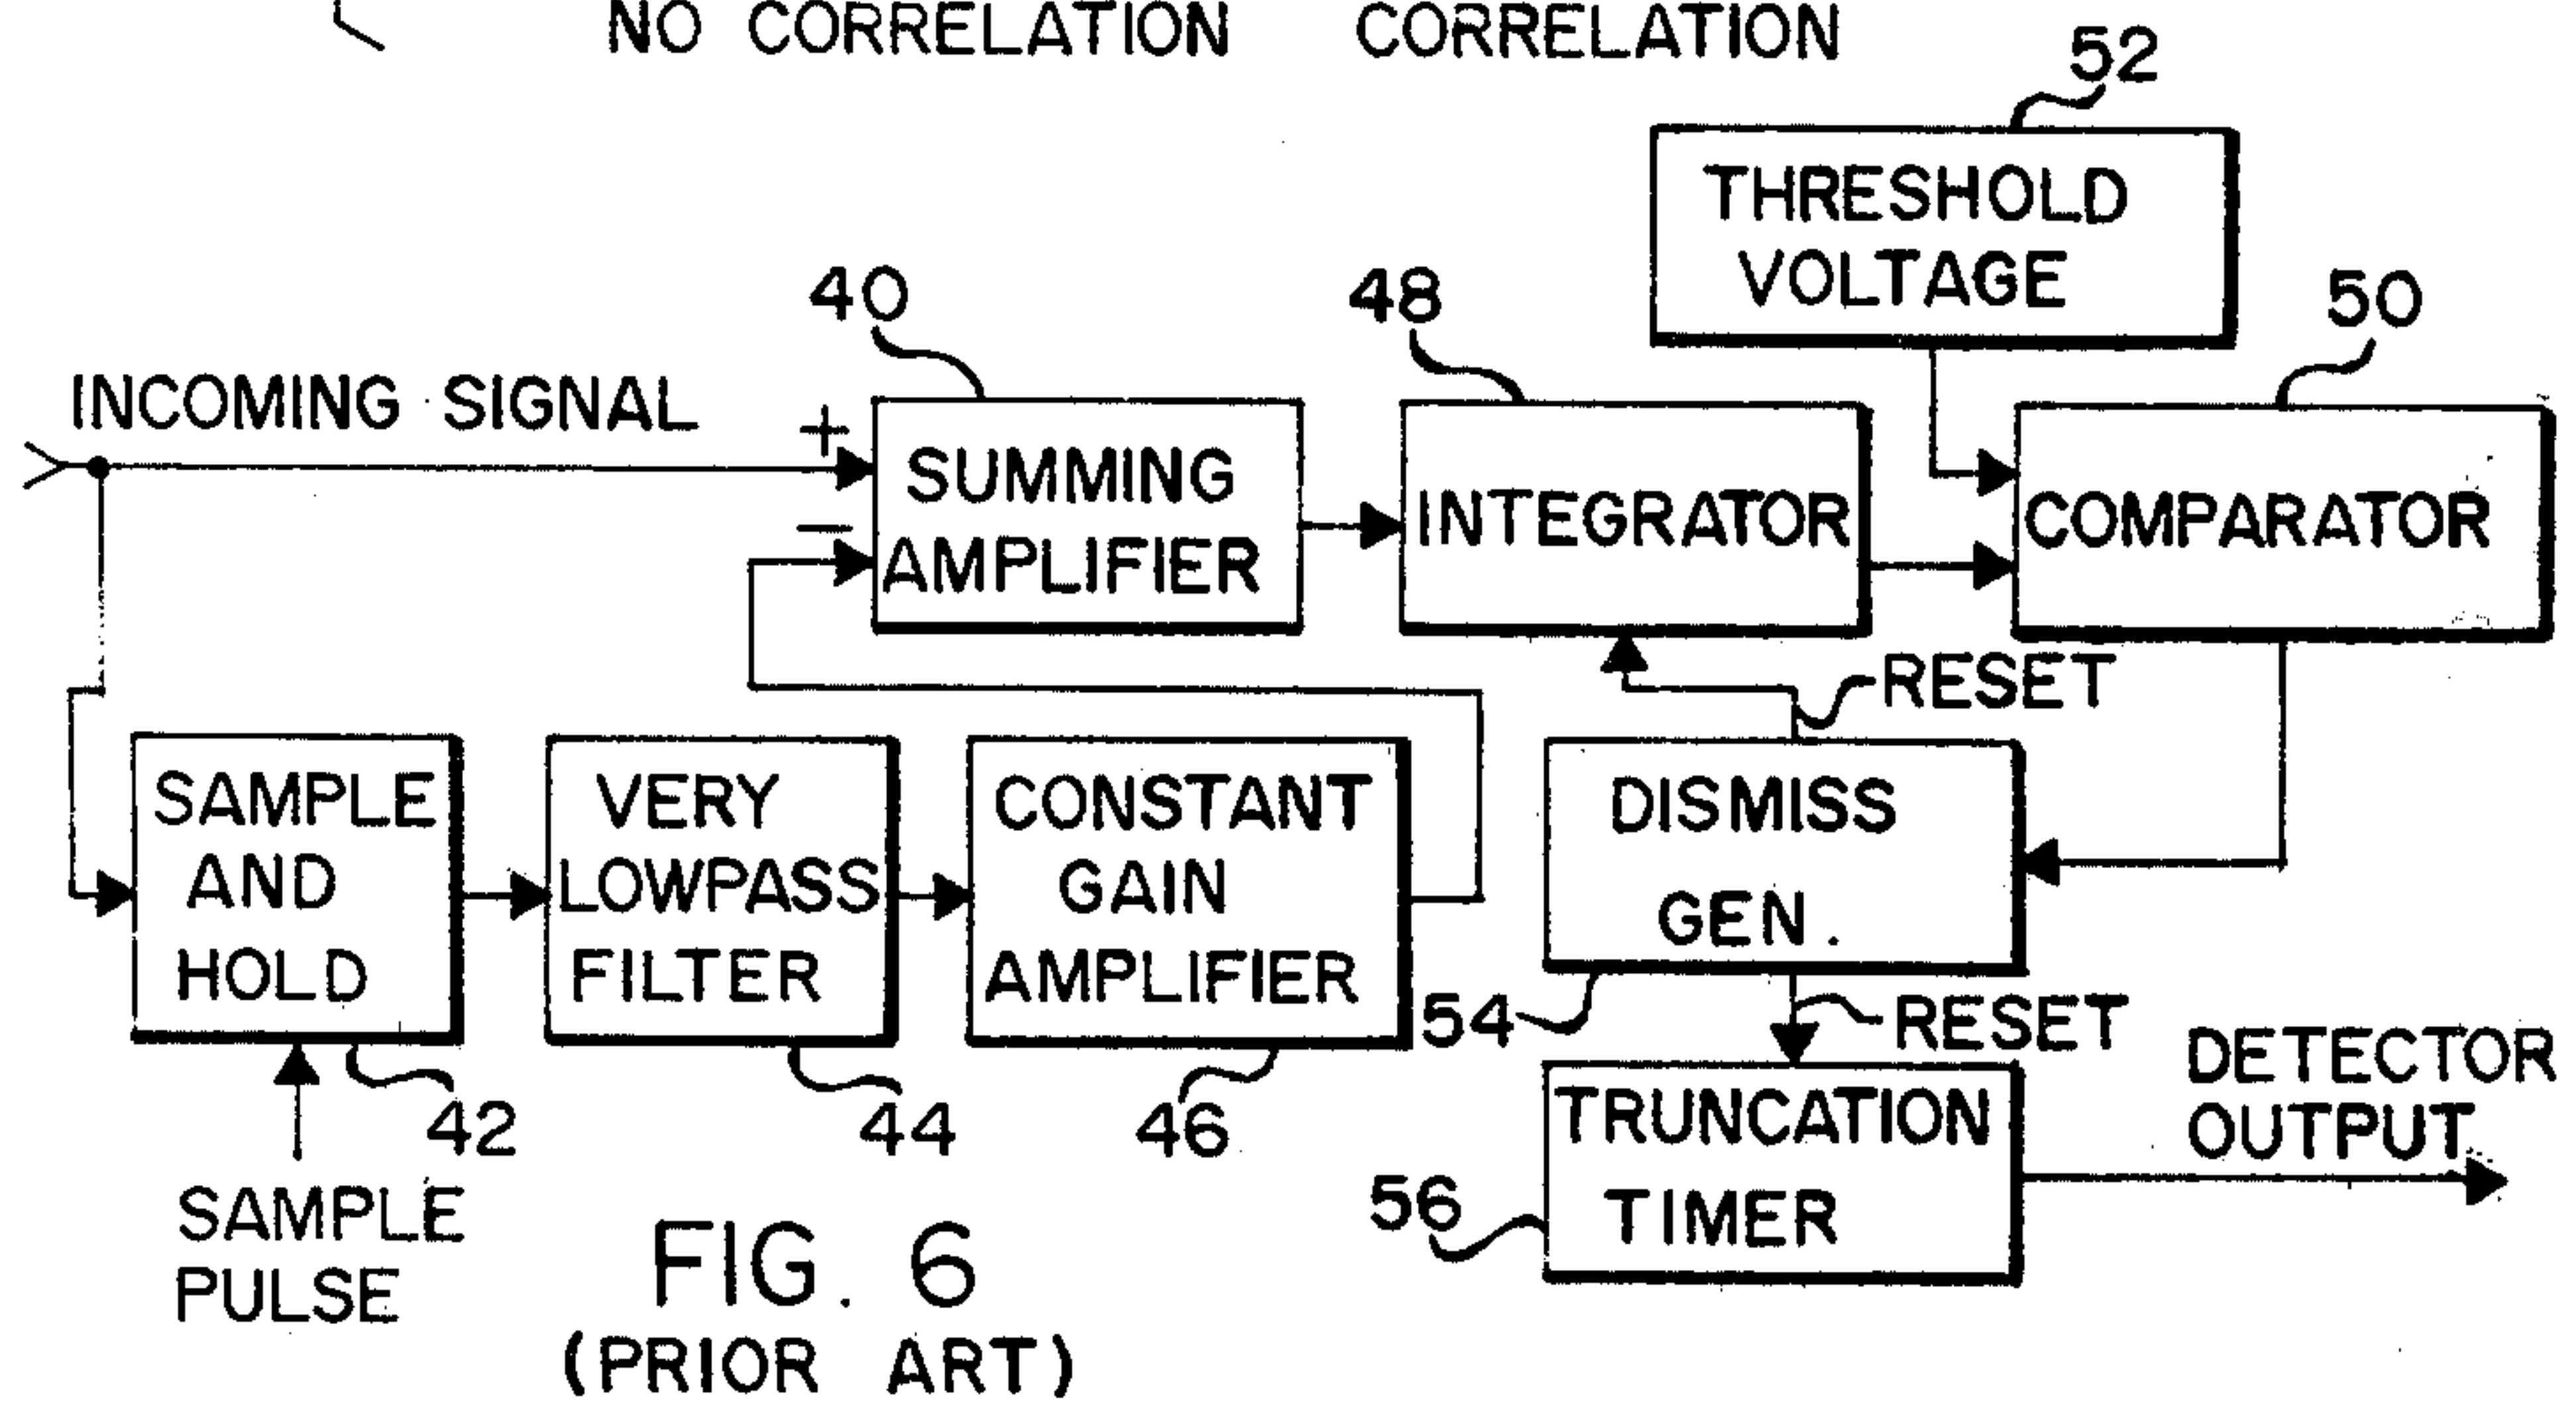 NO CORRELATION CORRELATION
52
THRESHOLD
VOLTAGE
40
48
50
INCOMING SIGNAL
+
−
SUMMING
AMPLIFIER
INTEGRATOR
COMPARATOR
RESET
SAMPLE
AND
HOLD
VERY
LOWPASS
FILTER
CONSTANT
GAIN
AMPLIFIER
DISMISS
GEN.
54
RESET
42
44
46
SAMPLE
PULSE
TRUNCATION
TIMER
56
DETECTOR
OUTPUT
FIG. 6
(PRIOR ART)